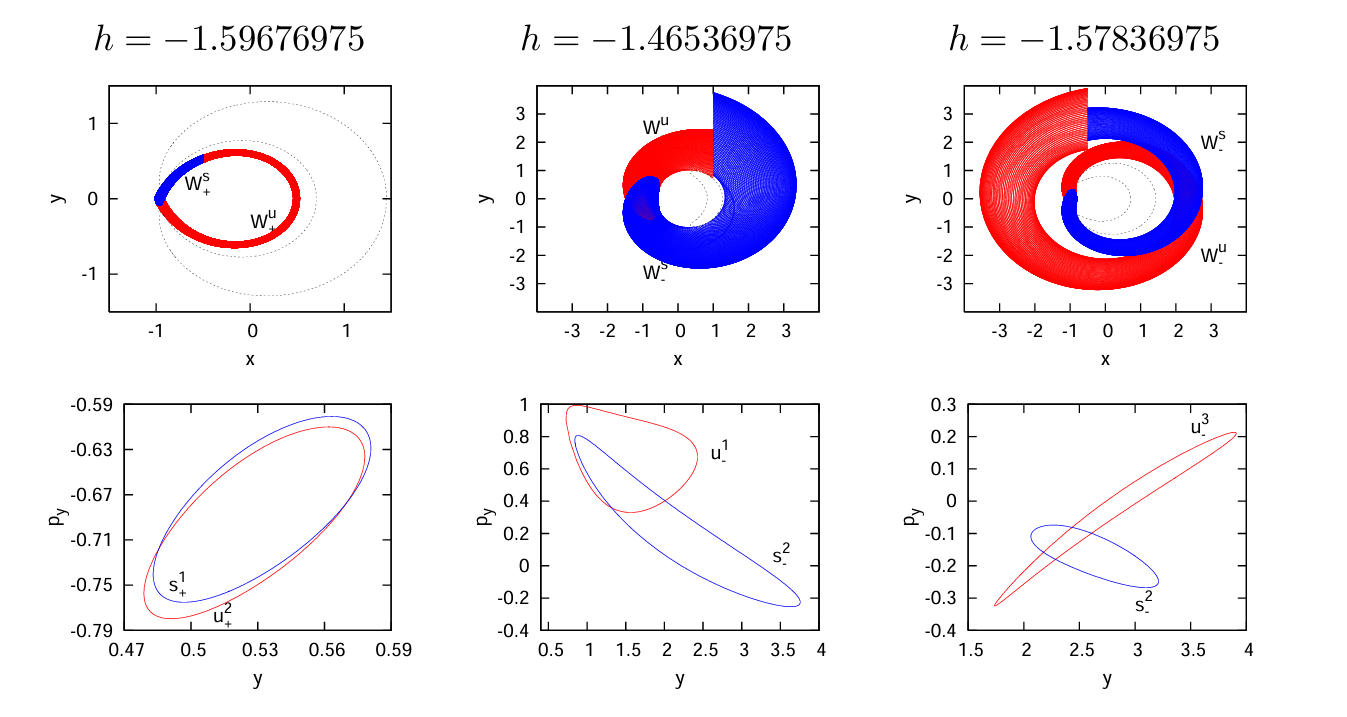 h = −1.59676975
h = −1.46536975
h = −1.57836975
1
0
-1
y
-1
0
1
x
W^s_+
W^u_+
3
2
1
0
-1
-2
-3
y
-3
-2
-1
0
1
2
3
x
W^u
W^s_-
3
2
1
0
-1
-2
-3
y
-3
-2
-1
0
1
2
3
x
W^s_-
W^u_-
-0.59
-0.63
-0.67
-0.71
-0.75
-0.79
p_y
0.47
0.5
0.53
0.56
0.59
y
s^1_+
u^2_+
1
0.8
0.6
0.4
0.2
0
-0.2
-0.4
p_y
0.5
1
1.5
2
2.5
3
3.5
4
y
u^1_-
s^2_-
0.3
0.2
0.1
0
-0.1
-0.2
-0.3
-0.4
p_y
1.5
2
2.5
3
3.5
4
y
u^3_-
s^2_-